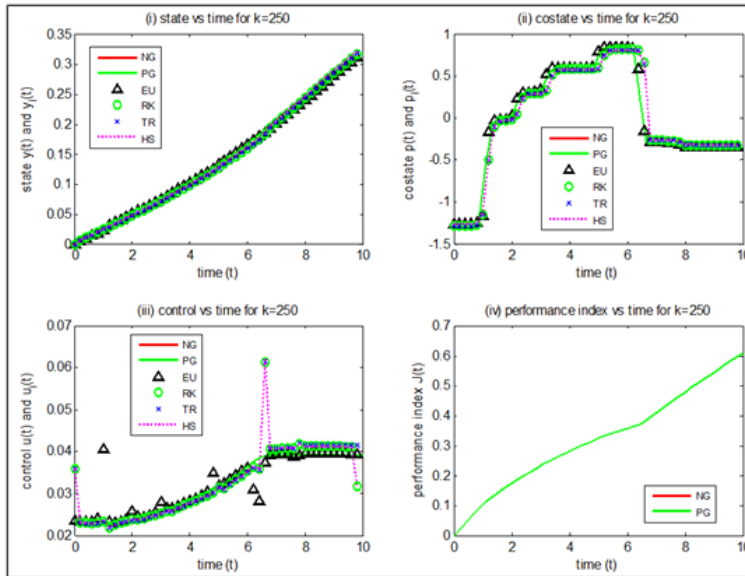 (i) state vs time for k=250
state y(t) and yᵢ(t)
0.35
0.3
0.25
0.2
0.15
0.1
0.05
0
NG
PG
EU
RK
TR
HS
0 2 4 6 8 10
time (t)
(ii) costate vs time for k=250
costate p(t) and pᵢ(t)
1
0.5
0
-0.5
-1
-1.5
NG
PG
EU
RK
TR
HS
0 2 4 6 8 10
time (t)
(iii) control vs time for k=250
control u(t) and uᵢ(t)
0.07
0.06
0.05
0.04
0.03
0.02
NG
PG
EU
RK
TR
HS
0 2 4 6 8 10
time (t)
(iv) performance index vs time for k=250
performance index J(t)
0.7
0.6
0.5
0.4
0.3
0.2
0.1
0
NG
PG
0 2 4 6 8 10
time (t)